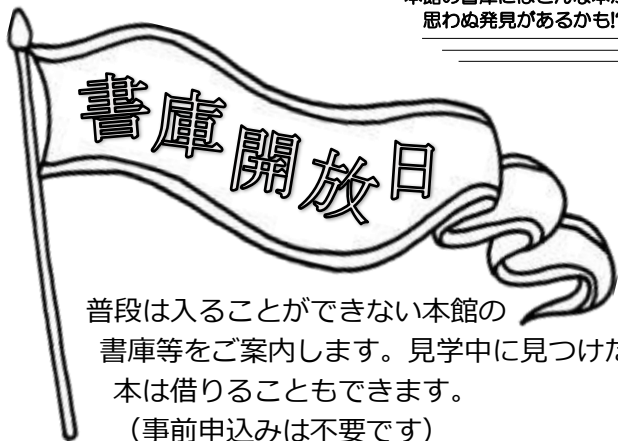 思わぬ発見があるかも!?
書庫開放日
普段は入ることができない本館の
書庫等をご案内します。見学中に見つけた
本は借りることもできます。
（事前申込みは不要です）